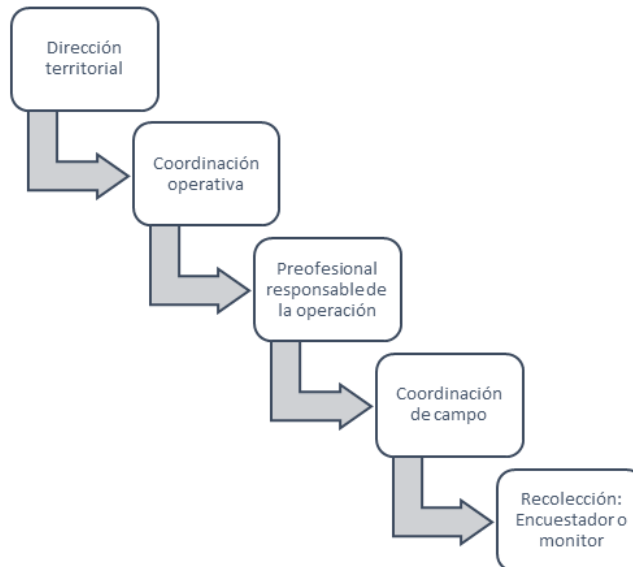 Dirección
territorial
Coordinación
operativa
Preofesional
responsable de
la operación
Coordinación
de campo
Recolección:
Encuestador o
monitor